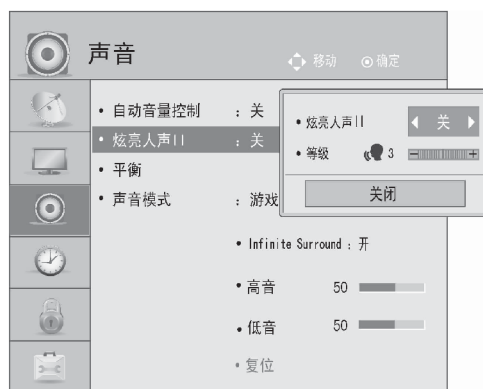 声音
移动 ⊙确定
• 自动音量控制 : 关
• 炫亮人声II : 关
• 平衡
• 声音模式 : 游戏
• Infinite Surround : 开
• 高音 50
• 低音 50
• 复位
• 炫亮人声II 关
• 等级 3 − +
关闭